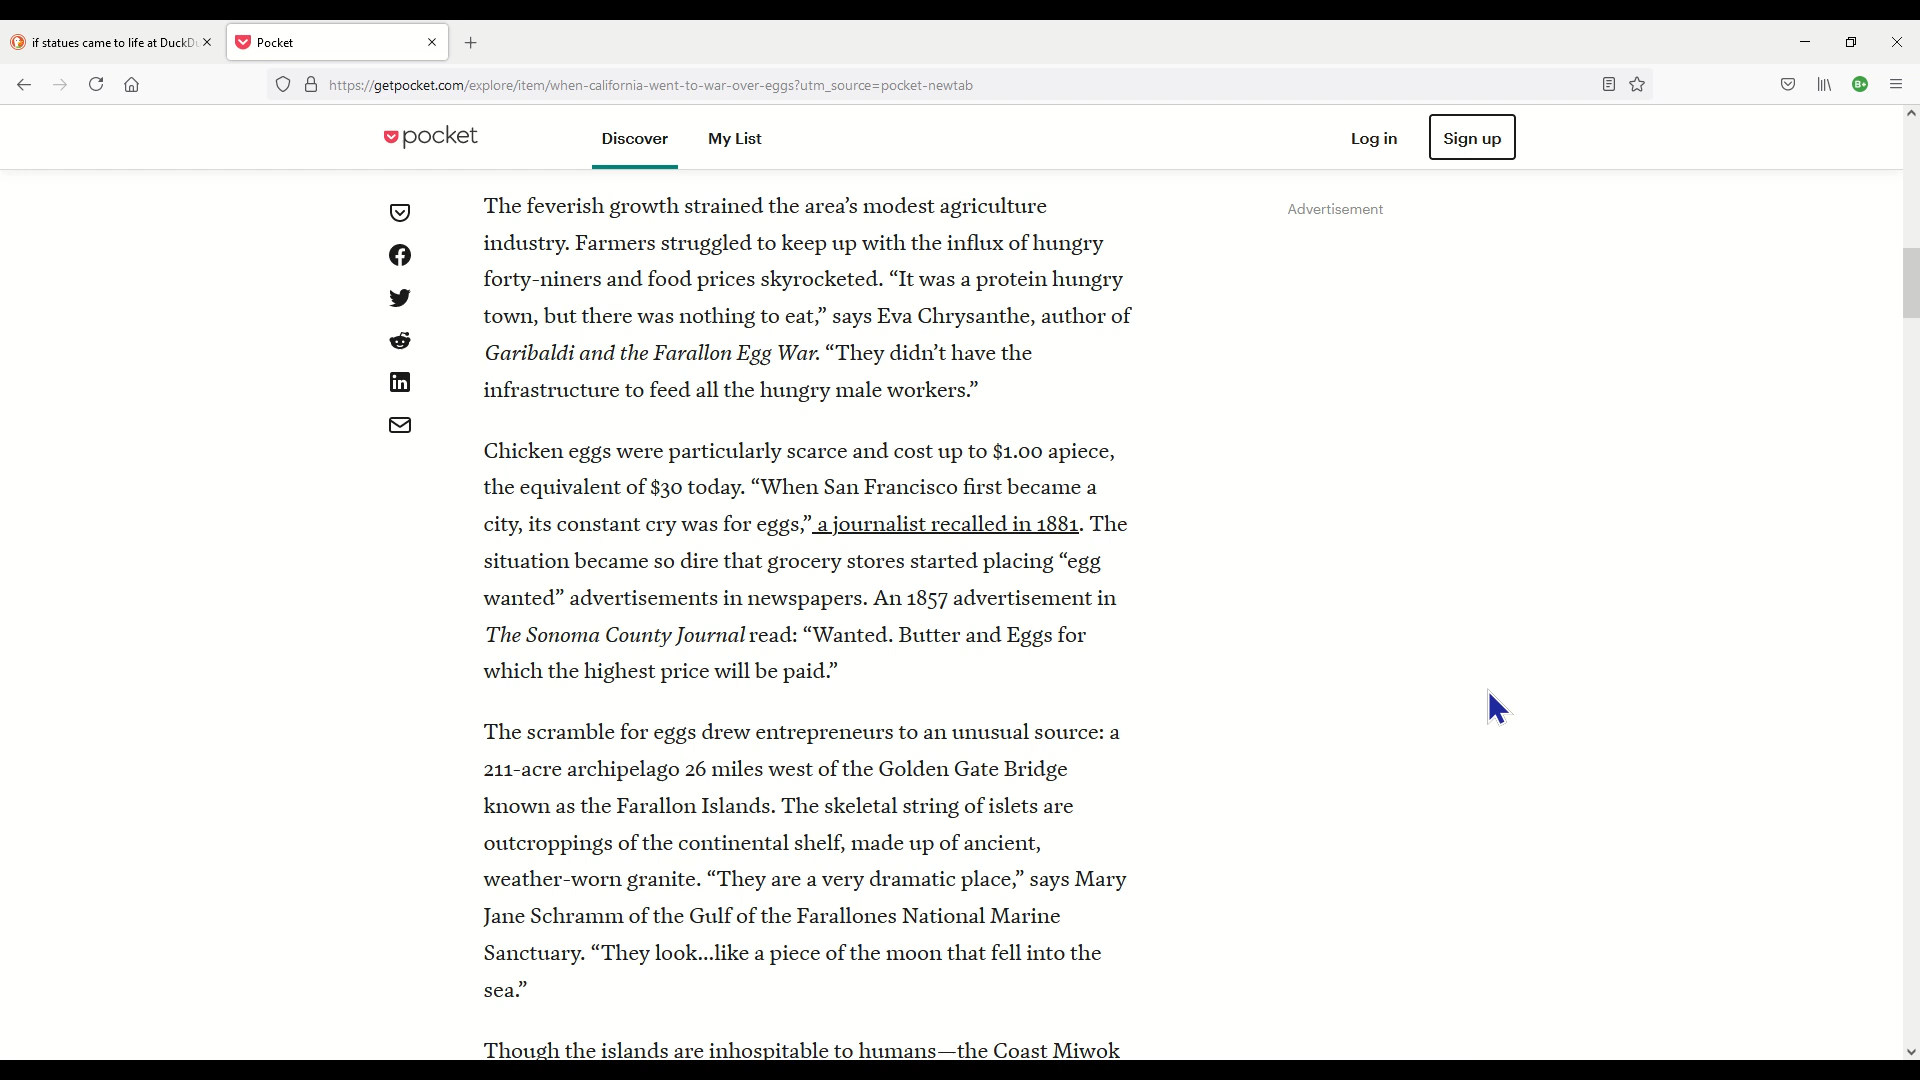 if statues came to life at DuckDu
Pocket
https://getpocket.com/explore/item/when-california-went-to-war-over-eggs?utm_source=pocket-newtab
B+
pocket
Discover
My List
Log in
Sign up
Advertisement
The feverish growth strained the area’s modest agriculture
industry. Farmers struggled to keep up with the influx of hungry
forty-niners and food prices skyrocketed. “It was a protein hungry
town, but there was nothing to eat,” says Eva Chrysanthe, author of
Garibaldi and the Farallon Egg War. “They didn’t have the
infrastructure to feed all the hungry male workers.”
Chicken eggs were particularly scarce and cost up to $1.00 apiece,
the equivalent of $30 today. “When San Francisco first became a
city, its constant cry was for eggs,” a journalist recalled in 1881. The
situation became so dire that grocery stores started placing “egg
wanted” advertisements in newspapers. An 1857 advertisement in
The Sonoma County Journal read: “Wanted. Butter and Eggs for
which the highest price will be paid.”
The scramble for eggs drew entrepreneurs to an unusual source: a
211-acre archipelago 26 miles west of the Golden Gate Bridge
known as the Farallon Islands. The skeletal string of islets are
outcroppings of the continental shelf, made up of ancient,
weather-worn granite. “They are a very dramatic place,” says Mary
Jane Schramm of the Gulf of the Farallones National Marine
Sanctuary. “They look...like a piece of the moon that fell into the
sea.”
Though the islands are inhospitable to humans—the Coast Miwok